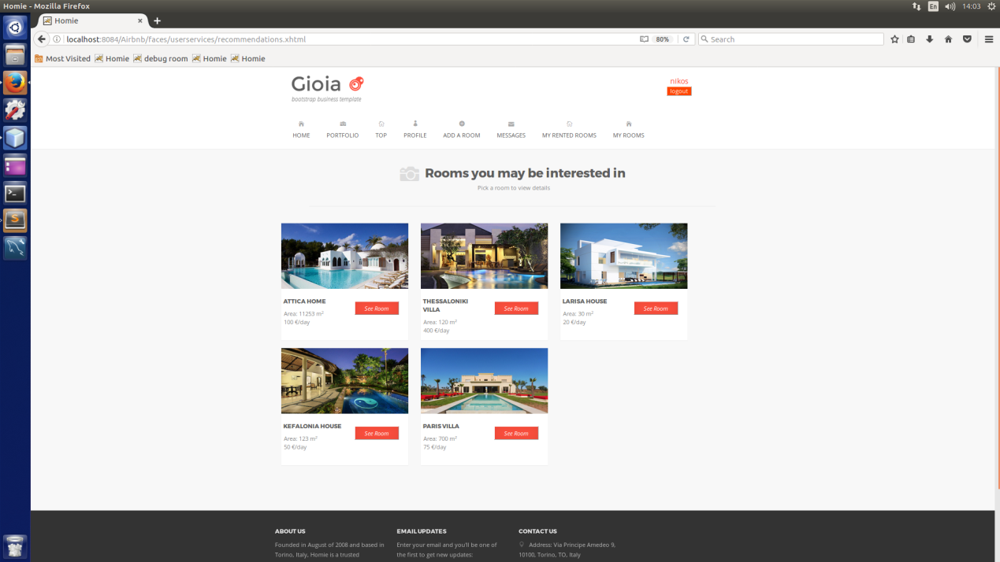 Homie - Mozilla Firefox
En
14:03
Homie
localhost:8084/Airbnb/faces/userservices/recommendations.xhtml
80%
Search
Most Visited
Homie
debug room
Homie
Homie
Gioia
bootstrap business template
nikos
logout
HOME
PORTFOLIO
TOP
PROFILE
ADD A ROOM
MESSAGES
MY RENTED ROOMS
MY ROOMS
Rooms you may be interested in
Pick a room to view details
ATTICA HOME
Area: 11253 m²
100 €/day
See Room
THESSALONIKI
VILLA
Area: 120 m²
400 €/day
See Room
LARISA HOUSE
Area: 30 m²
20 €/day
See Room
KEFALONIA HOUSE
Area: 123 m²
50 €/day
See Room
PARIS VILLA
Area: 700 m²
75 €/day
See Room
ABOUT US
Founded in August of 2008 and based in
Torino, Italy, Homie is a trusted
EMAIL UPDATES
Enter your email and you'll be one of
the first to get new updates:
CONTACT US
Address: Via Principe Amedeo 9,
10100, Torino, TO, Italy